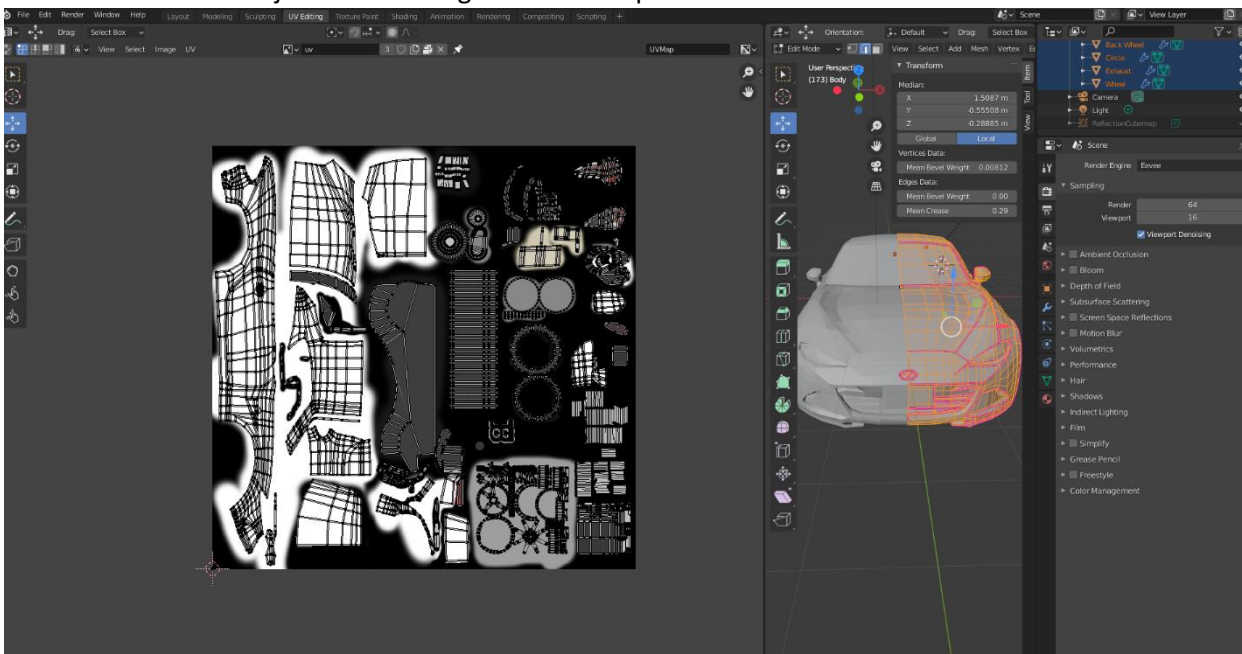 File Edit Render Window Help Layout Modeling Sculpting UV Editing Texture Paint Shading Animation Rendering Compositing Scripting + Scene View Layer
Drag: Select Box Orientation: Default Drag: Select Box
View Select Image UV uv 3 UVMap Edit Mode View Select Add Mesh Vertex
User Perspective
(173) Body
Transform
Median:
X 1.5087 m
Y -0.55508 m
Z -0.28885 m
Global Local
Vertices Data:
Mean Bevel Weight 0.00812
Edges Data:
Mean Bevel Weight 0.00
Mean Crease 0.29
Item
Tool
View
Back Wheel
Circle
Exhaust
Wheel
Camera
Light
ReflectionCubemap
Scene
Render Engine Eevee
Sampling
Render 64
Viewport 16
Viewport Denoising
Ambient Occlusion
Bloom
Depth of Field
Subsurface Scattering
Screen Space Reflections
Motion Blur
Volumetrics
Performance
Hair
Shadows
Indirect Lighting
Film
Simplify
Grease Pencil
Freestyle
Color Management